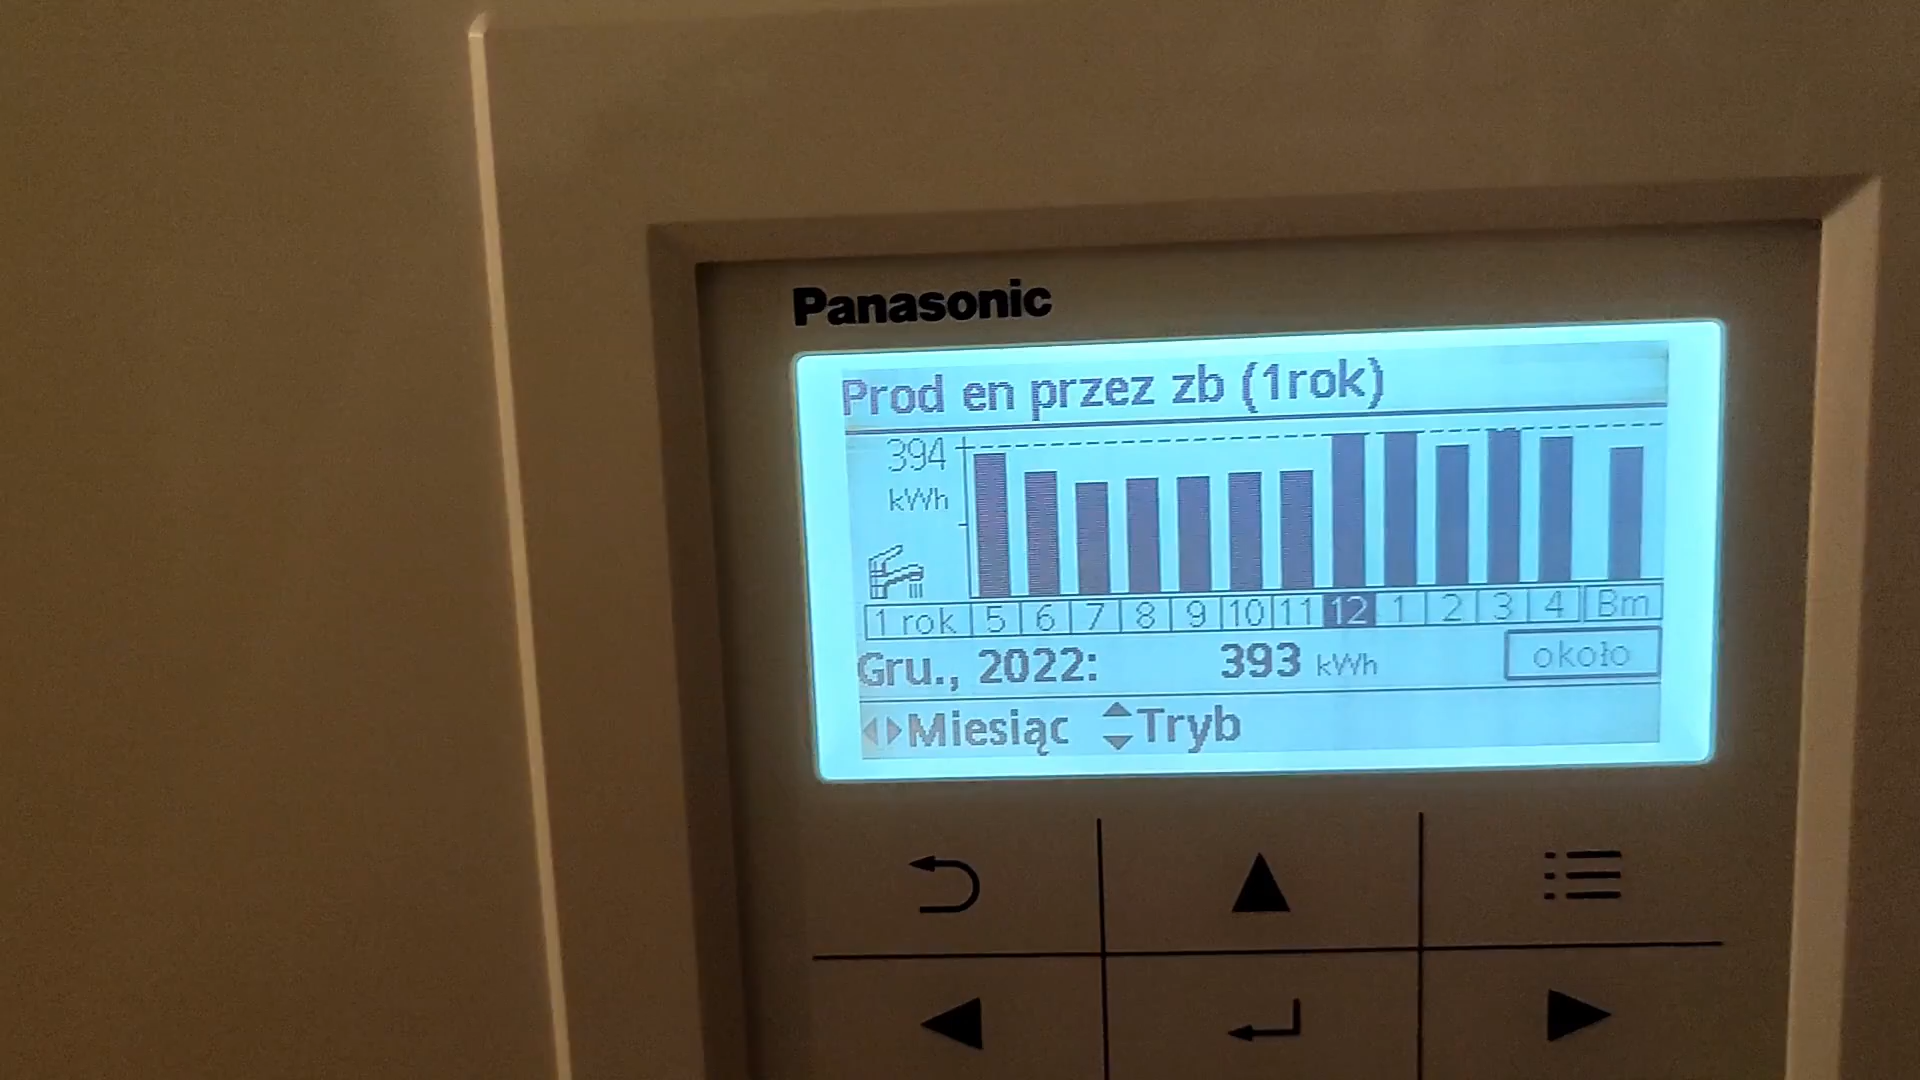 Panasonic
Prod en przez zb (1rok)
394
kWh
1 rok 5 6 7 8 9 10 11 12 1 2 3 4 Bm
Gru., 2022: 393 kWh około
Miesiąc Tryb